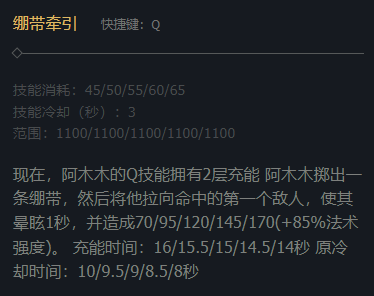 绷带牵引 快捷键：Q
技能消耗：45/50/55/60/65
技能冷却（秒）：3
范围：1100/1100/1100/1100/1100
现在，阿木木的Q技能拥有2层充能 阿木木掷出一
条绷带，然后将他拉向命中的第一个敌人，使其
晕眩1秒，并造成70/95/120/145/170(+85%法术
强度)。 充能时间：16/15.5/15/14.5/14秒 原冷
却时间：10/9.5/9/8.5/8秒